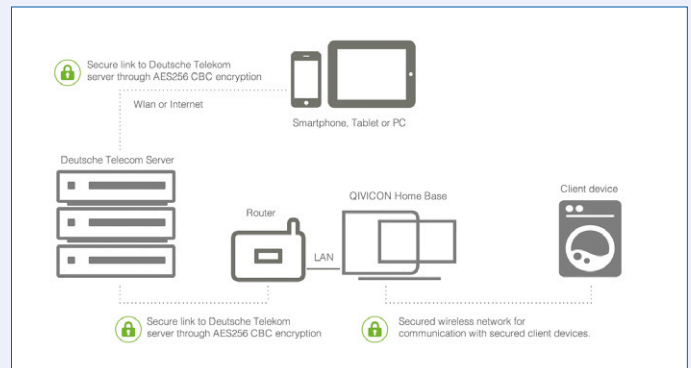 Secure link to Deutsche Telekom
server through AES256 CBC encryption
Wlan or Internet
Smartphone, Tablet or PC
Deutsche Telecom Server
Router
LAN
QIVICON Home Base
Client device
Secure link to Deutsche Telekom
server through AES256 CBC encryption
Secured wireless network for
communication with secured client devices.